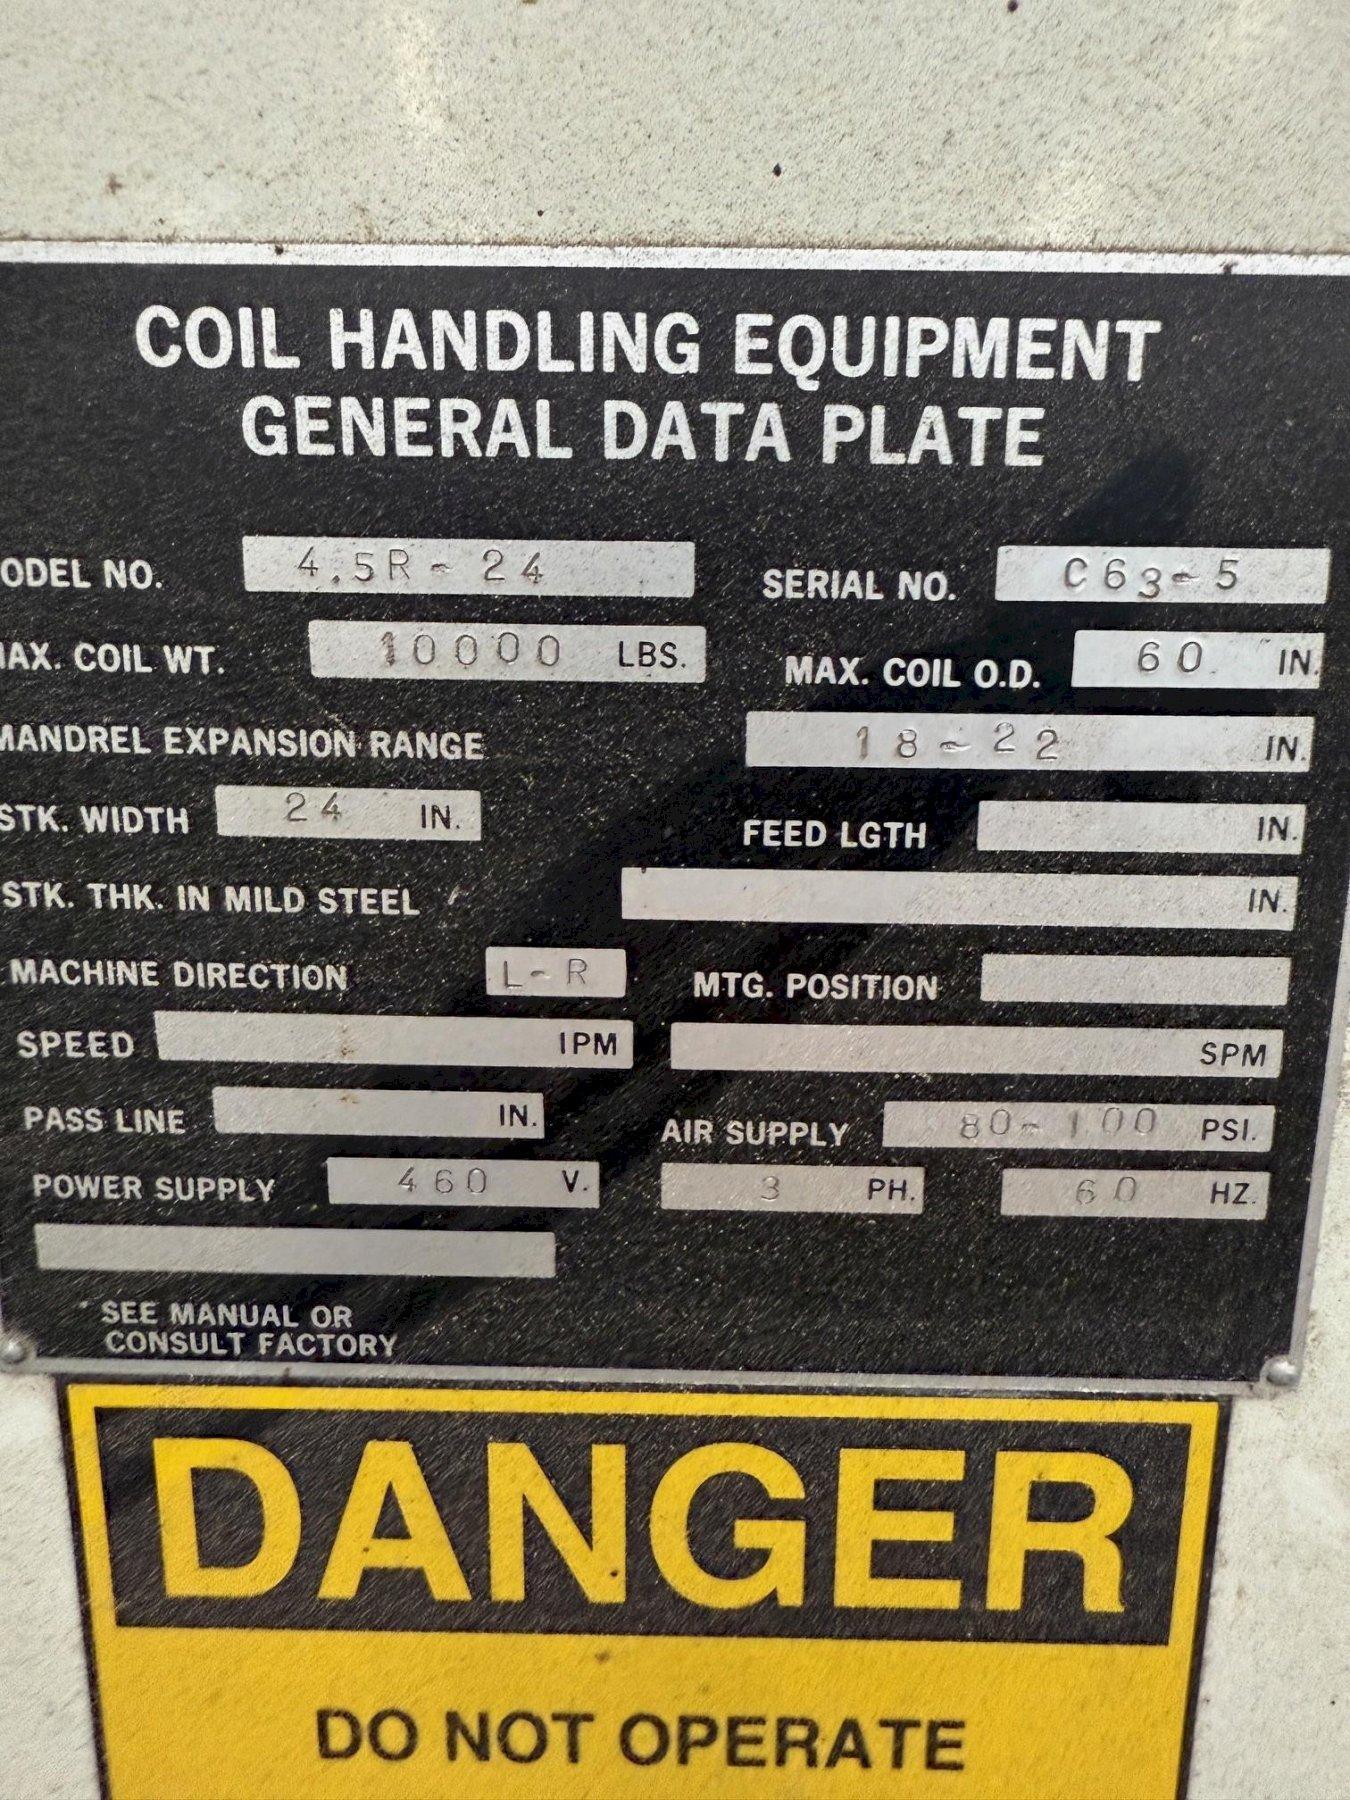 COIL HANDLING EQUIPMENT
GENERAL DATA PLATE
ODEL NO. 4.5R-24 SERIAL NO. C63-5
AX. COIL WT. 10000 LBS. MAX. COIL O.D. 60 IN.
MANDREL EXPANSION RANGE 18-22 IN.
STK. WIDTH 24 IN. FEED LGTH IN.
STK. THK. IN MILD STEEL IN.
MACHINE DIRECTION L-R MTG. POSITION
SPEED IPM SPM
PASS LINE IN. AIR SUPPLY 80-100 PSI.
POWER SUPPLY 460 V. 3 PH. 60 HZ.
SEE MANUAL OR
CONSULT FACTORY
DANGER
DO NOT OPERATE